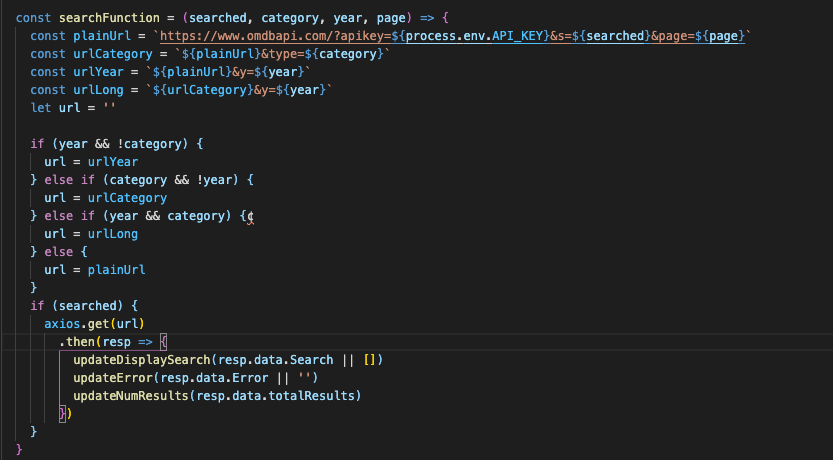 const searchFunction = (searched, category, year, page) => {
  const plainUrl = `https://www.omdbapi.com/?apikey=${process.env.API_KEY}&s=${searched}&page=${page}`
  const urlCategory = `${plainUrl}&type=${category}`
  const urlYear = `${plainUrl}&y=${year}`
  const urlLong = `${urlCategory}&y=${year}`
  let url = ''

  if (year && !category) {
    url = urlYear
  } else if (category && !year) {
    url = urlCategory
  } else if (year && category) {¢
    url = urlLong
  } else {
    url = plainUrl
  }
  if (searched) {
    axios.get(url)
      .then(resp => {
        updateDisplaySearch(resp.data.Search || [])
        updateError(resp.data.Error || '')
        updateNumResults(resp.data.totalResults)
      })
  }
}